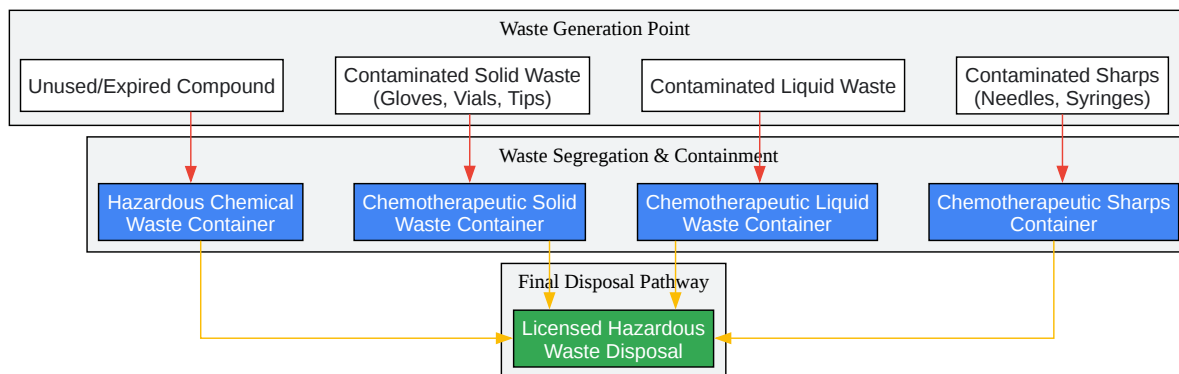 Waste Generation Point
Unused/Expired Compound
Contaminated Solid Waste
(Gloves, Vials, Tips)
Contaminated Liquid Waste
Contaminated Sharps
(Needles, Syringes)
Waste Segregation & Containment
Hazardous Chemical
Waste Container
Chemotherapeutic Solid
Waste Container
Chemotherapeutic Liquid
Waste Container
Chemotherapeutic Sharps
Container
Final Disposal Pathway
Licensed Hazardous
Waste Disposal